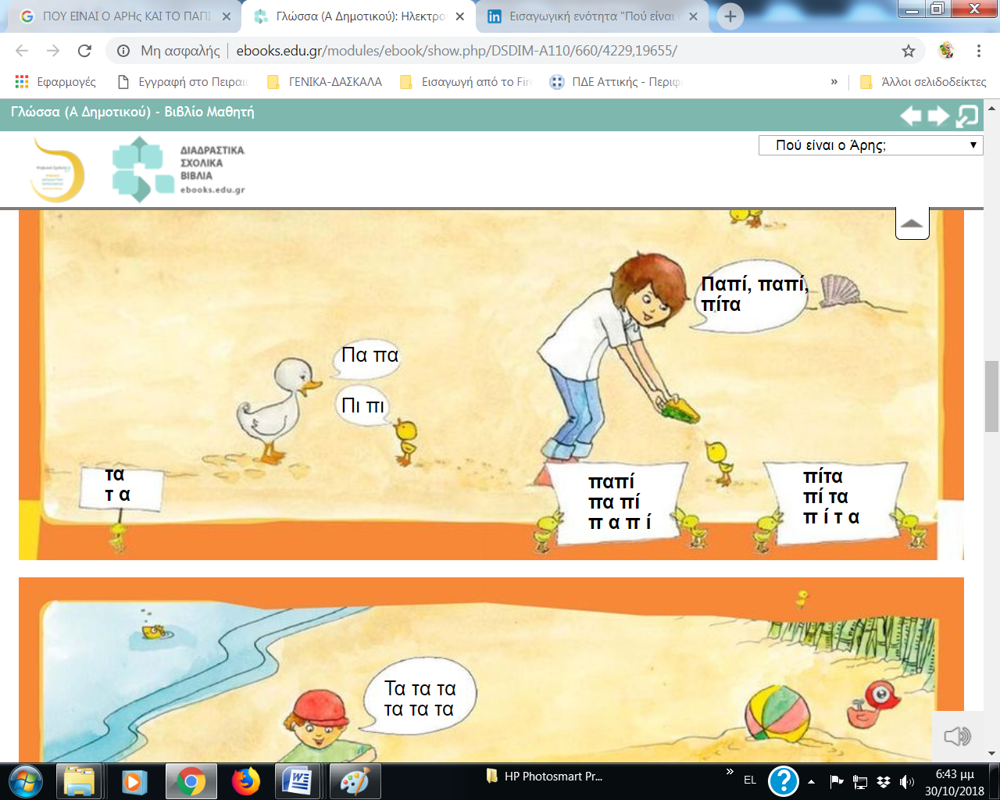 ΠΟΥ ΕΙΝΑΙ Ο ΑΡΗς ΚΑΙ ΤΟ ΠΑΠΙ
Γλώσσα (Α Δημοτικού): Ηλεκτρο
Εισαγωγική ενότητα "Πού είναι
Μη ασφαλής
ebooks.edu.gr/modules/ebook/show.php/DSDIM-A110/660/4229,19655/
Εφαρμογές
Εγγραφή στο Πειραι
ΓΕΝΙΚΑ-ΔΑΣΚΑΛΑ
Εισαγωγή από το Fire
ΠΔΕ Αττικής - Περιφ
»
Άλλοι σελιδοδείκτες
Γλώσσα (Α Δημοτικού) - Βιβλίο Μαθητή
ΔΙΑΔΡΑΣΤΙΚΑ
ΣΧΟΛΙΚΑ
ΒΙΒΛΙΑ
ebooks.edu.gr
Πού είναι ο Άρης;
Παπί, παπί,
πίτα
Πα πα
Πι πι
τα
τ α
παπί
πα πί
π α π ί
πίτα
πί τα
π ί τ α
Τα τα τα
τα τα τα
HP Photosmart Pr...
»
EL
6:43 μμ
30/10/2018